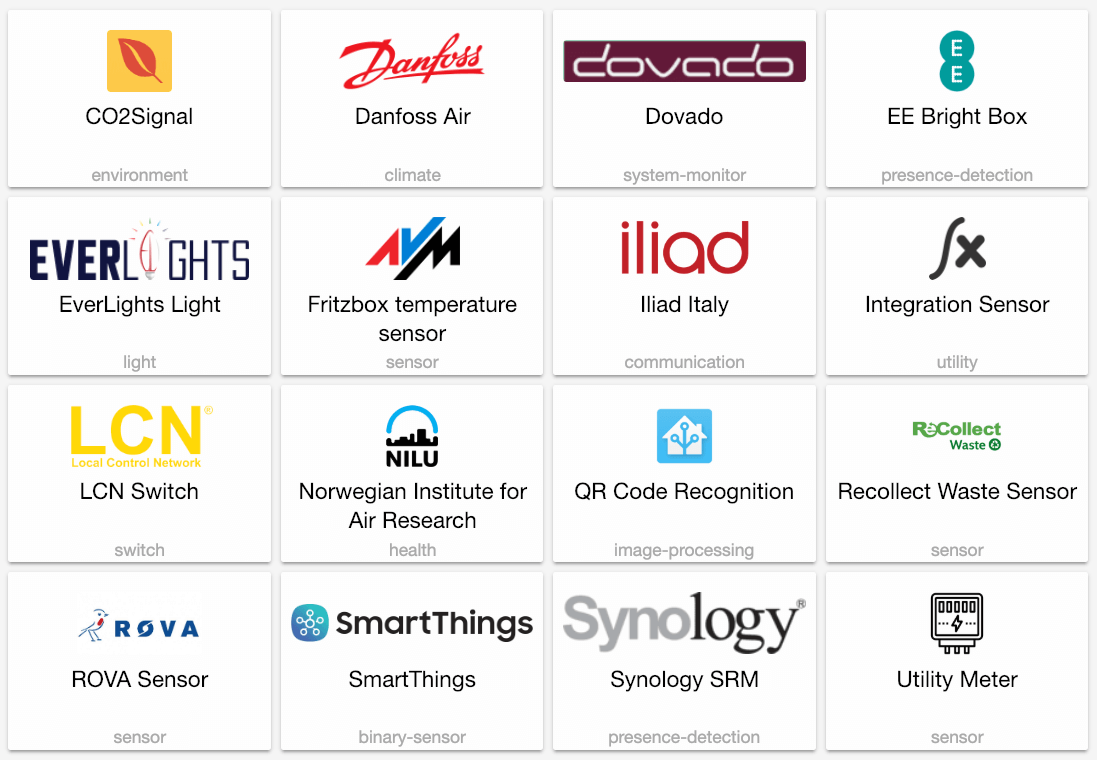 CO2Signal
environment
Danfoss
Danfoss Air
climate
dovado
Dovado
system-monitor
E
E
EE Bright Box
presence-detection
EVERLIGHTS
EverLights Light
light
AVM
Fritzbox temperature
sensor
sensor
iliad
Iliad Italy
communication
∫x
Integration Sensor
utility
LCN®
Local Control Network
LCN Switch
switch
NILU
Norwegian Institute for
Air Research
health
QR Code Recognition
image-processing
ReCollect
Waste
Recollect Waste Sensor
sensor
ROVA
ROVA Sensor
sensor
SmartThings
SmartThings
binary-sensor
Synology®
Synology SRM
presence-detection
Utility Meter
sensor